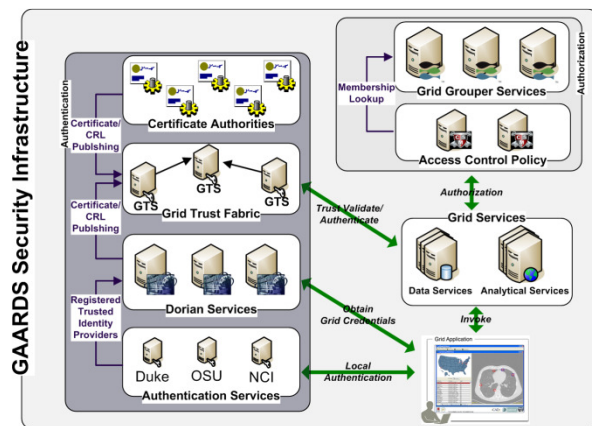 GAARDS Security Infrastructure
Authentication
Certificate Authorities
Certificate/
CRL
Publshing
GTS
GTS
GTS
Grid Trust Fabric
Certificate/
CRL
Publshing
Dorian Services
Registered
Trusted
Identity
Providers
Duke
OSU
NCI
Authentication Services
Authorization
Grid Grouper Services
Membership
Lookup
Access Control Policy
Authorization
Grid Services
Data Services
Analytical Services
Trust Validate/
Authenticate
Obtain
Grid Credentials
Invoke
Local
Authentication
Grid Application